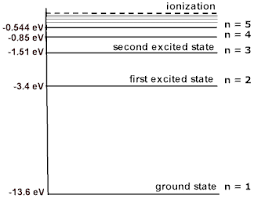 ionization
-0.544 eV n = 5
-0.85 eV n = 4
-1.51 eV second excited state n = 3
-3.4 eV first excited state n = 2
-13.6 eV ground state n = 1